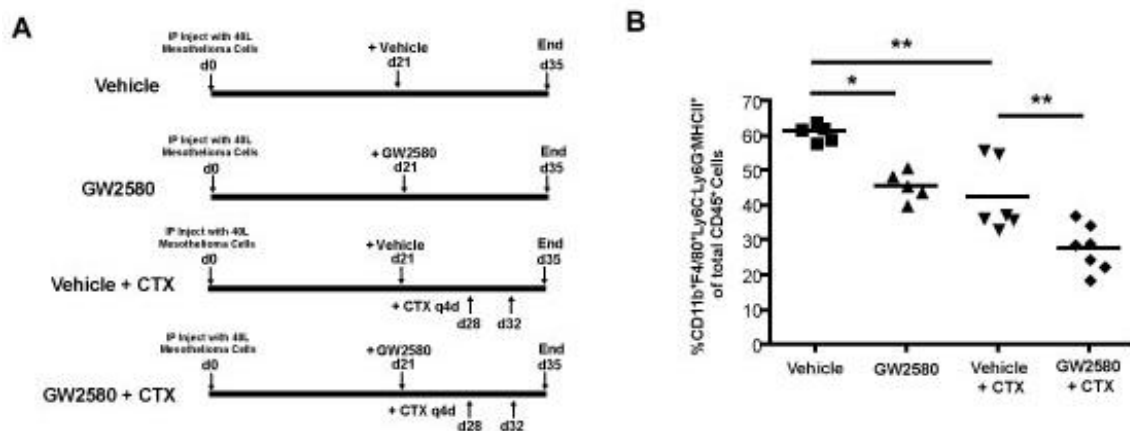 A
IP Inject with 40L
Mesothelioma Cells
d0
+ Vehicle
d21
End
d35
Vehicle
IP Inject with 40L
Mesothelioma Cells
d0
+ GW2580
d21
End
d35
GW2580
IP Inject with 40L
Mesothelioma Cells
d0
+ Vehicle
d21
End
d35
Vehicle + CTX
+ CTX q4d
d28
d32
IP Inject with 40L
Mesothelioma Cells
d0
+GW2580
d21
End
d35
GW2580 + CTX
+ CTX q4d
d28
d32
B
**
*
**
%CD11b⁺F4/80⁺Ly6C⁻Ly6G⁻MHCII⁺
of total CD45⁺ Cells
70
60
50
40
30
20
10
0
Vehicle
GW2580
Vehicle
+ CTX
GW2580
+ CTX